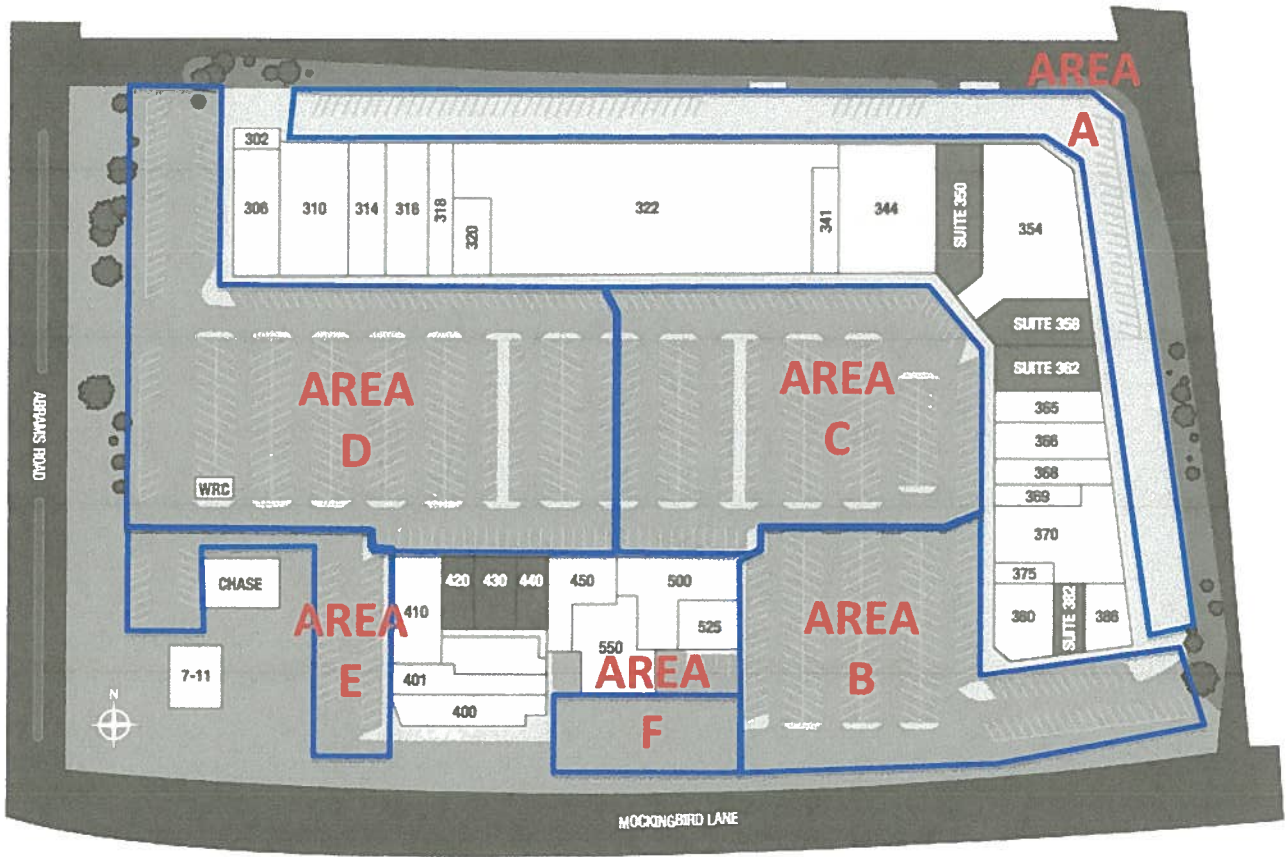 AREA
A
302
306
310
314
316
318
320
322
341
344
SUITE 350
354
SUITE 358
SUITE 362
365
366
368
369
370
375
360
SUITE 382
386
AREA
D
AREA
C
WRC
ABRAMS ROAD
CHASE
7-11
N
AREA
E
410
420
430
440
450
500
525
550
401
400
AREA
F
AREA
B
MOCKINGBIRD LANE